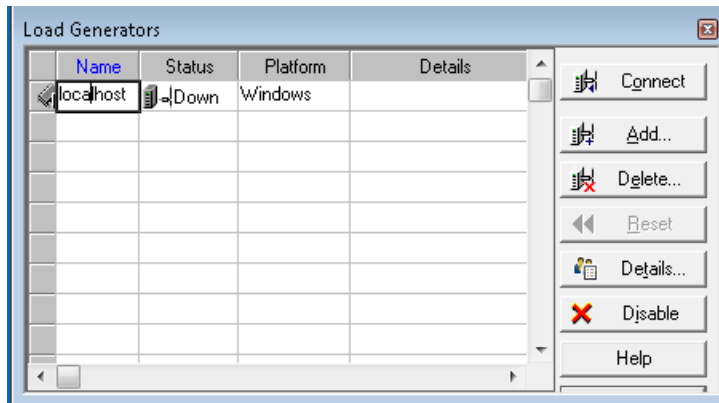 Load Generators
Name Status Platform Details
localhost Down Windows
Connect
Add...
Delete...
Reset
Details...
Disable
Help